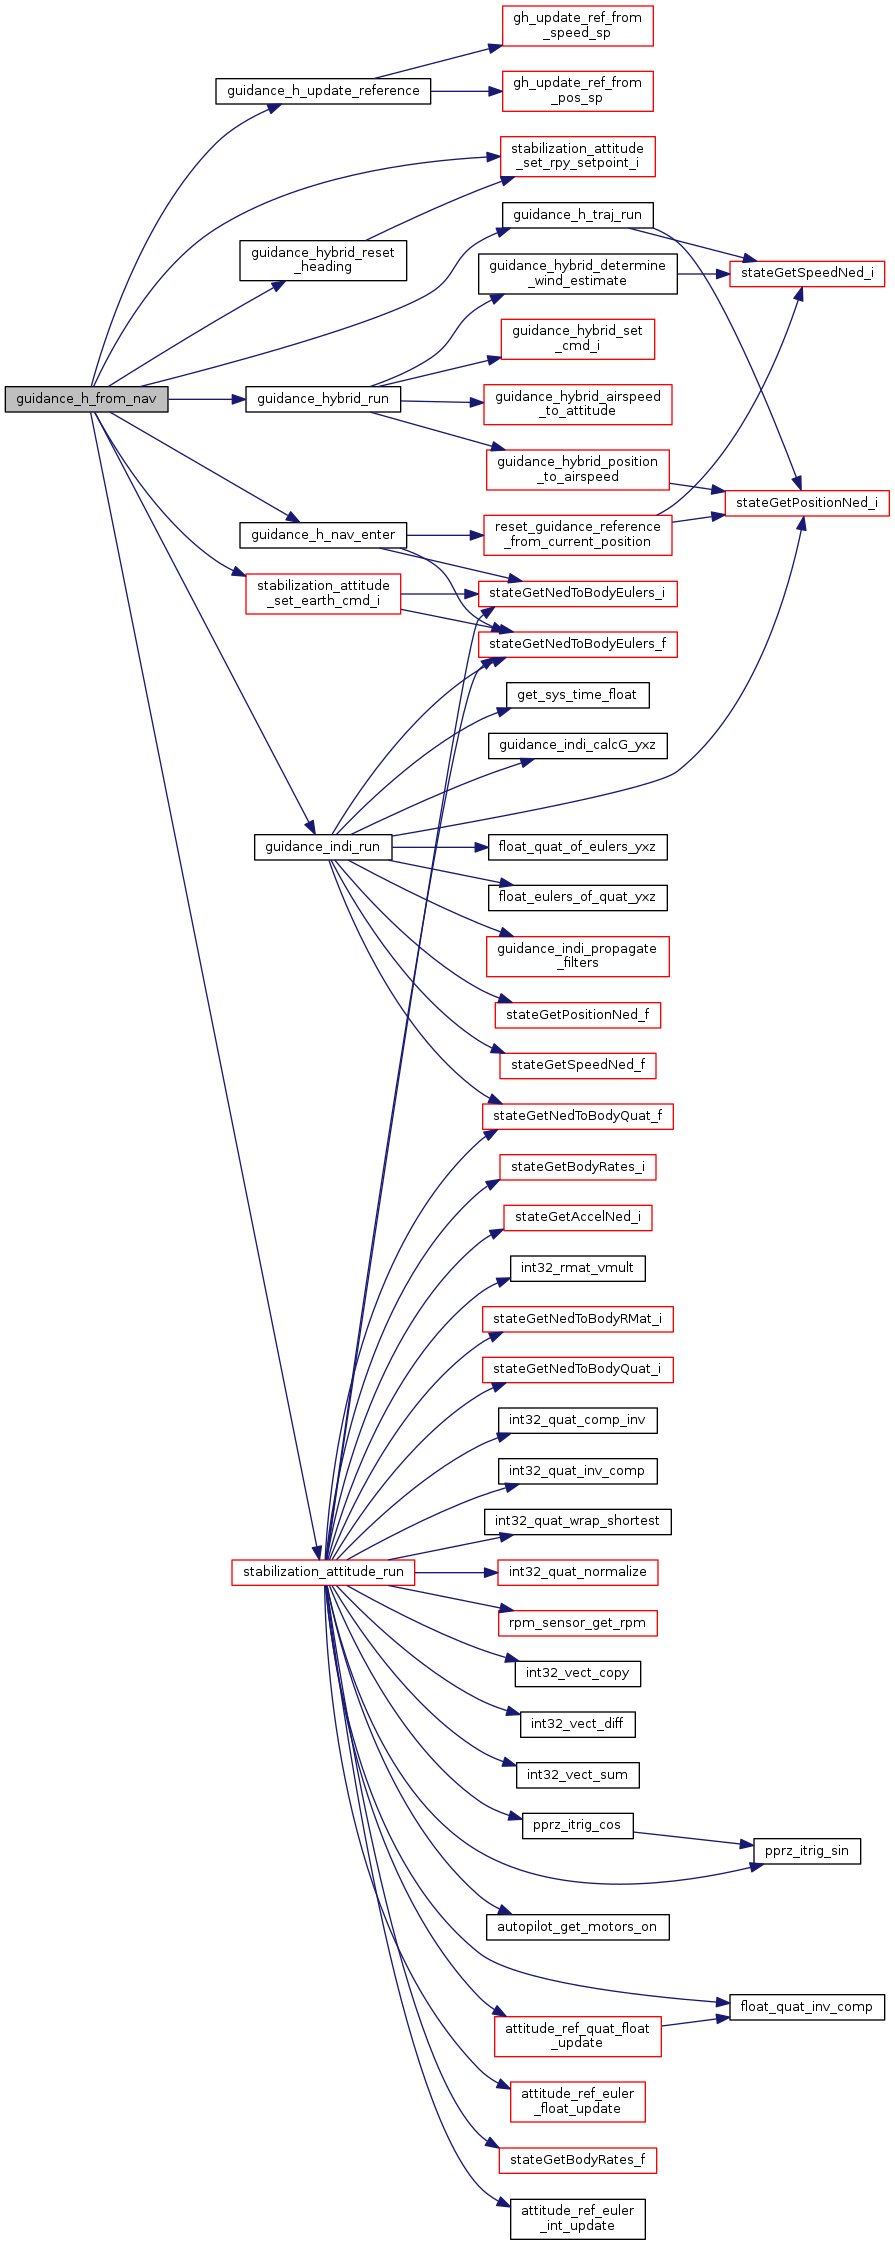 gh_update_ref_from
_speed_sp
guidance_h_update_reference
gh_update_ref_from
_pos_sp
stabilization_attitude
_set_rpy_setpoint_i
guidance_h_traj_run
guidance_hybrid_reset
_heading
guidance_hybrid_determine
_wind_estimate
stateGetSpeedNed_i
guidance_hybrid_set
_cmd_i
guidance_h_from_nav
guidance_hybrid_run
guidance_hybrid_airspeed
_to_attitude
guidance_hybrid_position
_to_airspeed
stateGetPositionNed_i
guidance_h_nav_enter
reset_guidance_reference
_from_current_position
stabilization_attitude
_set_earth_cmd_i
stateGetNedToBodyEulers_i
stateGetNedToBodyEulers_f
get_sys_time_float
guidance_indi_calcG_yxz
guidance_indi_run
float_quat_of_eulers_yxz
float_eulers_of_quat_yxz
guidance_indi_propagate
_filters
stateGetPositionNed_f
stateGetSpeedNed_f
stateGetNedToBodyQuat_f
stateGetBodyRates_i
stateGetAccelNed_i
int32_rmat_vmult
stateGetNedToBodyRMat_i
stateGetNedToBodyQuat_i
int32_quat_comp_inv
int32_quat_inv_comp
int32_quat_wrap_shortest
stabilization_attitude_run
int32_quat_normalize
rpm_sensor_get_rpm
int32_vect_copy
int32_vect_diff
int32_vect_sum
pprz_itrig_cos
pprz_itrig_sin
autopilot_get_motors_on
float_quat_inv_comp
attitude_ref_quat_float
_update
attitude_ref_euler
_float_update
stateGetBodyRates_f
attitude_ref_euler
_int_update